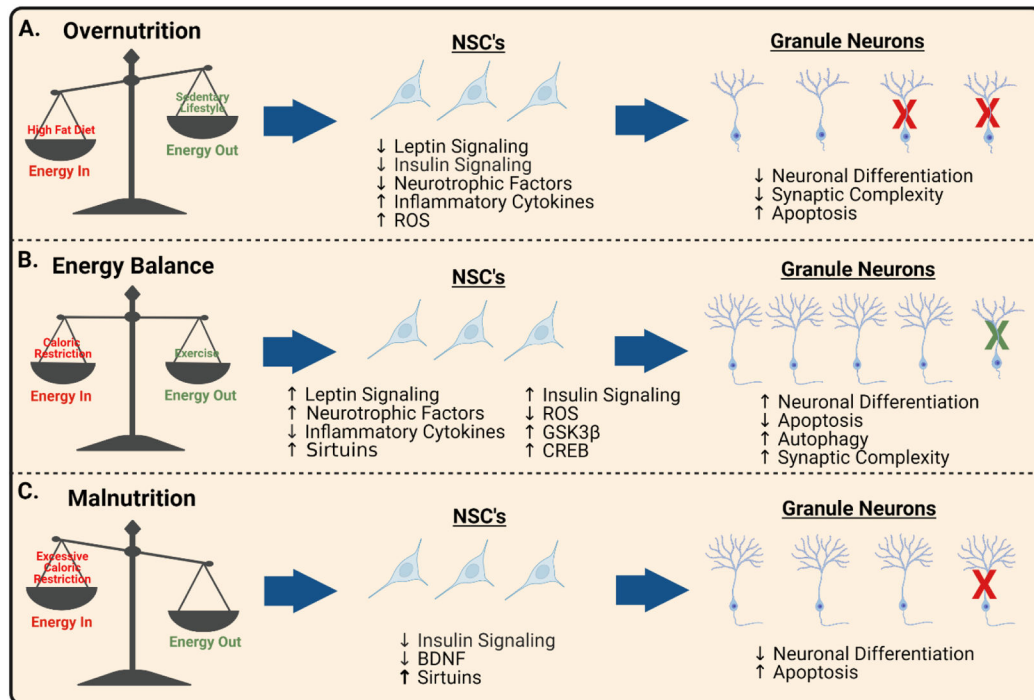 A.
Overnutrition
High Fat Diet
Energy In
Sedentary
Lifestyle
Energy Out
NSC's
↓ Leptin Signaling
↓ Insulin Signaling
↓ Neurotrophic Factors
↑ Inflammatory Cytokines
↑ ROS
Granule Neurons
X X
↓ Neuronal Differentiation
↓ Synaptic Complexity
↑ Apoptosis
B.
Energy Balance
Caloric
Restriction
Energy In
Exercise
Energy Out
NSC's
↑ Leptin Signaling
↑ Neurotrophic Factors
↓ Inflammatory Cytokines
↑ Sirtuins
↑ Insulin Signaling
↓ ROS
↑ GSK3β
↑ CREB
Granule Neurons
X
↑ Neuronal Differentiation
↓ Apoptosis
↑ Autophagy
↑ Synaptic Complexity
C.
Malnutrition
Excessive
Caloric
Restriction
Energy In
Energy Out
NSC's
↓ Insulin Signaling
↓ BDNF
↑ Sirtuins
Granule Neurons
X
↓ Neuronal Differentiation
↑ Apoptosis